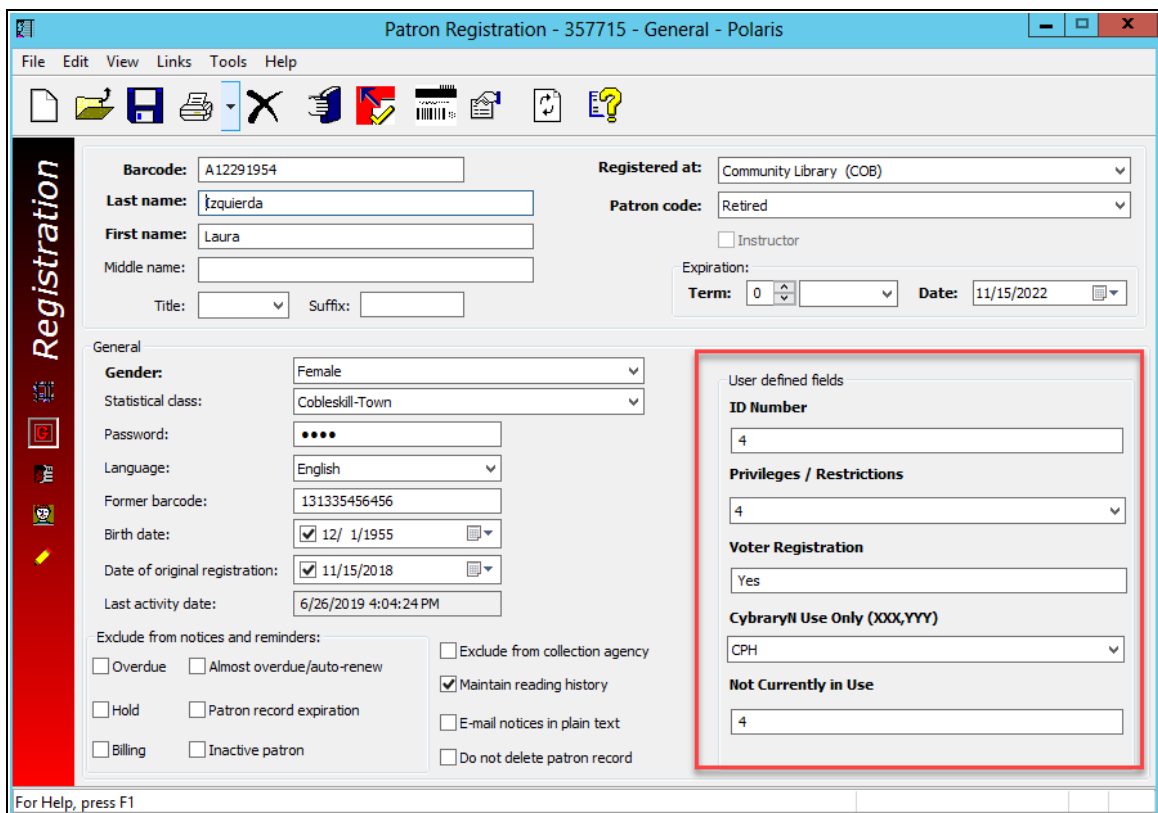 Patron Registration - 357715 - General - Polaris
File Edit View Links Tools Help
Registration
Barcode: A12291954
Registered at: Community Library (COB)
Last name: Izquierda
Patron code: Retired
First name: Laura
Instructor
Middle name:
Expiration:
Term: 0 Date: 11/15/2022
Title: Suffix:
General
Gender: Female
Statistical class: Cobleskill-Town
Password: ••••
Language: English
Former barcode: 131335456456
Birth date: 12/ 1/1955
Date of original registration: 11/15/2018
Last activity date: 6/26/2019 4:04:24 PM
Exclude from notices and reminders:
Overdue Almost overdue/auto-renew
Hold Patron record expiration
Billing Inactive patron
Exclude from collection agency
Maintain reading history
E-mail notices in plain text
Do not delete patron record
User defined fields
ID Number
4
Privileges / Restrictions
4
Voter Registration
Yes
CybraryN Use Only (XXX,YYY)
CPH
Not Currently in Use
4
For Help, press F1